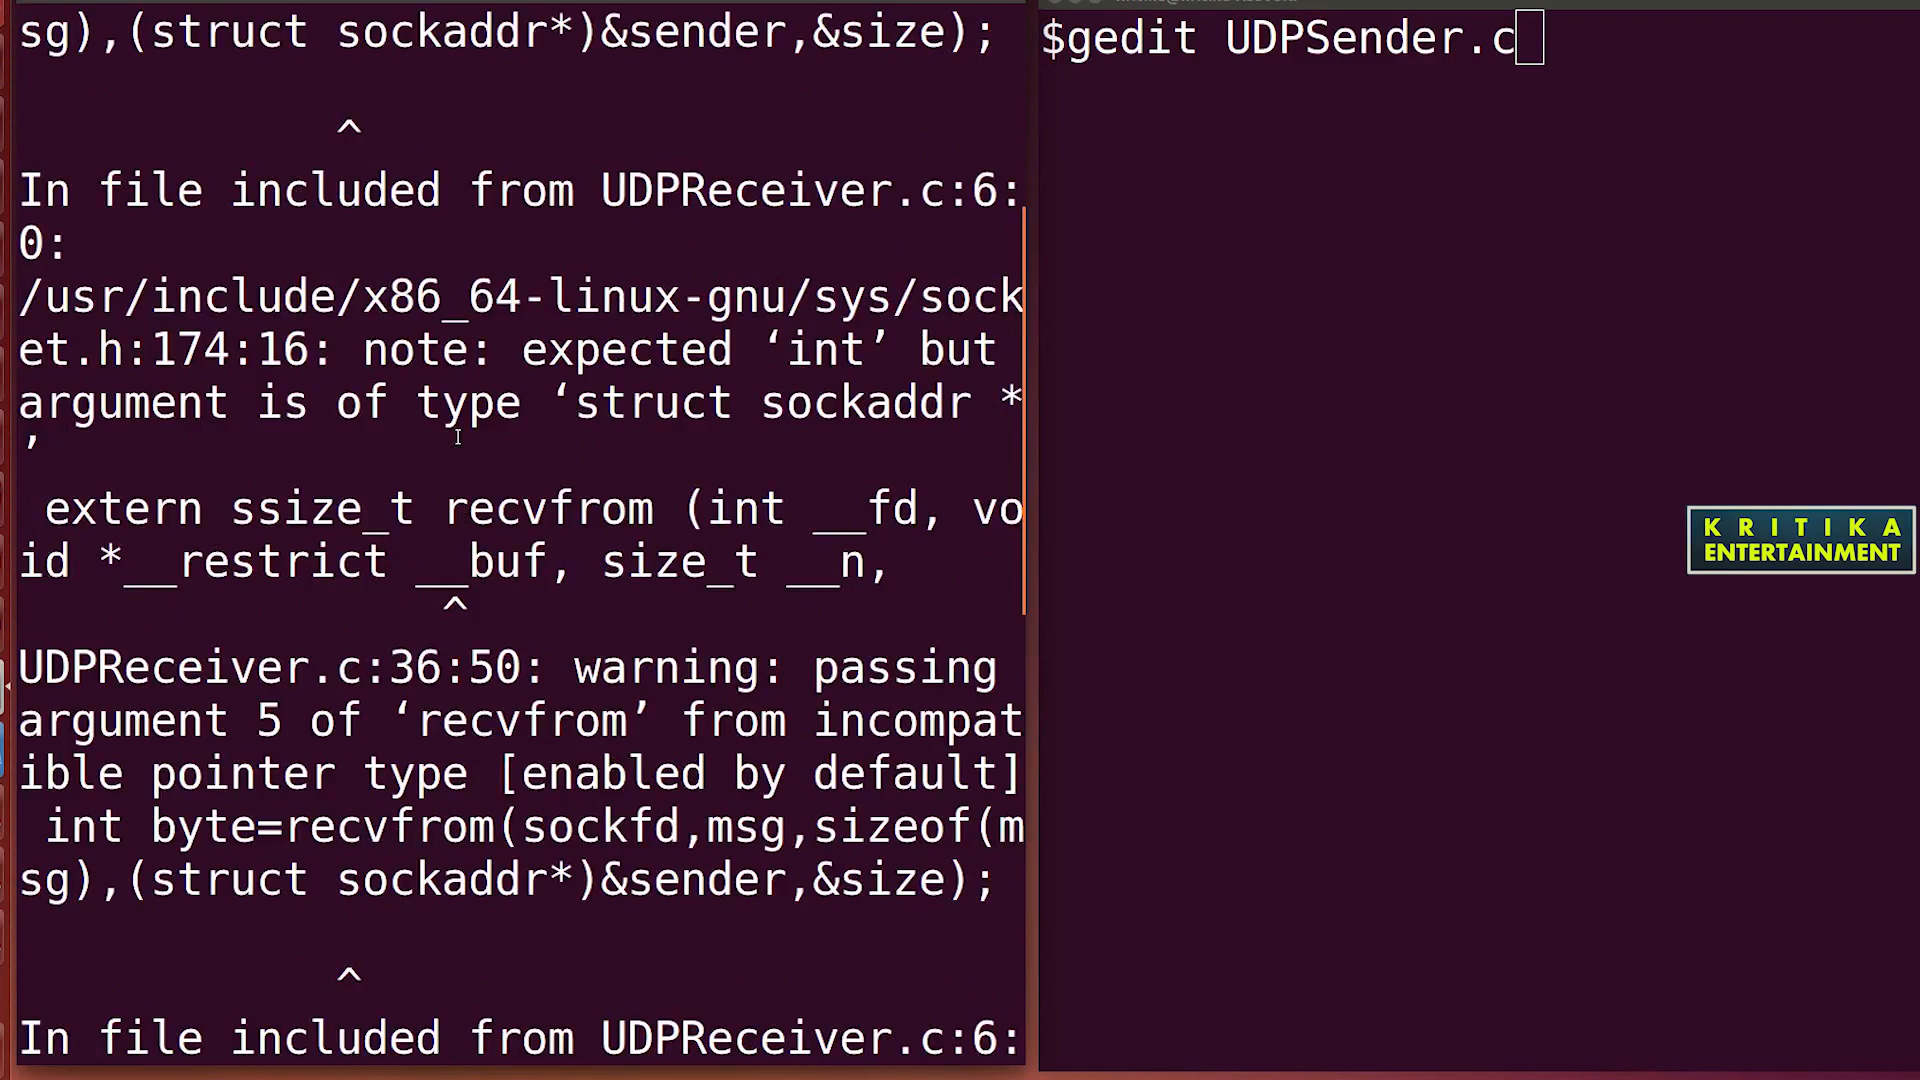 sg),(struct sockaddr*)&sender,&size);
^
In file included from UDPReceiver.c:6:
0:
/usr/include/x86_64-linux-gnu/sys/sock
et.h:174:16: note: expected ‘int’ but
argument is of type ‘struct sockaddr *
’
extern ssize_t recvfrom (int __fd, vo
id *__restrict __buf, size_t __n,
^
UDPReceiver.c:36:50: warning: passing
argument 5 of ‘recvfrom’ from incompat
ible pointer type [enabled by default]
int byte=recvfrom(sockfd,msg,sizeof(m
sg),(struct sockaddr*)&sender,&size);
^
In file included from UDPReceiver.c:6:
$gedit UDPSender.c
KRITIKA
ENTERTAINMENT